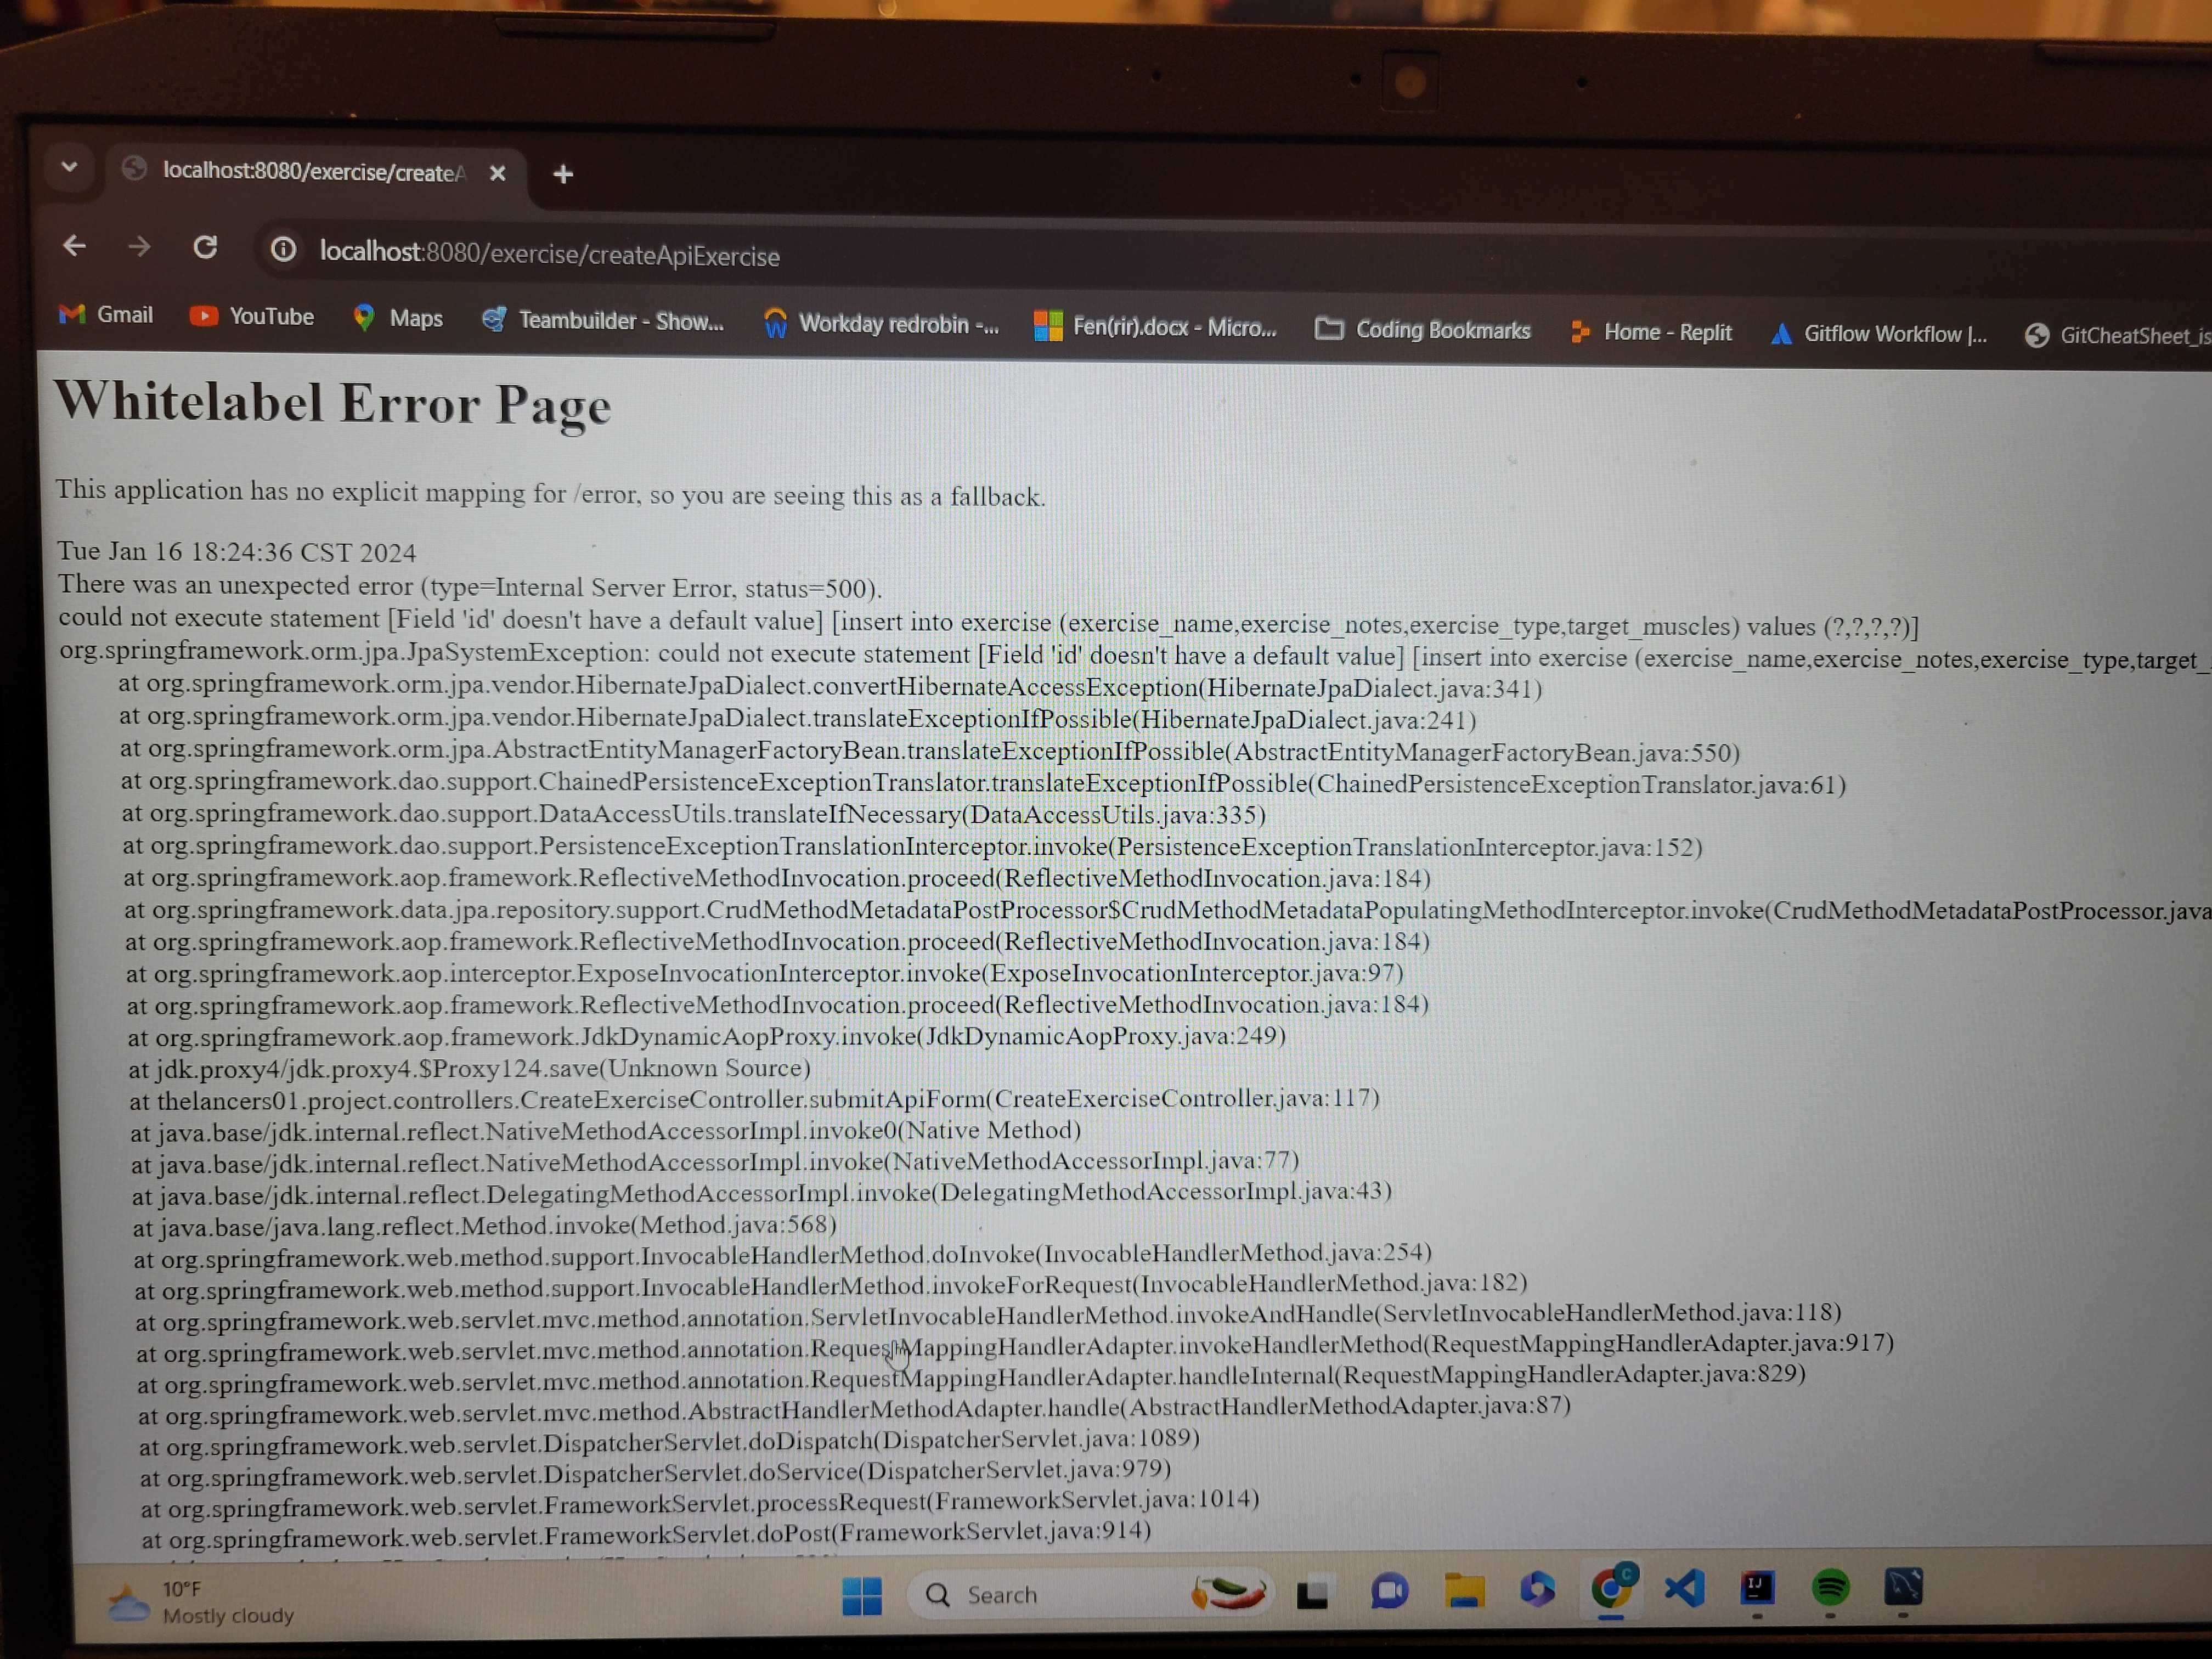 localhost:8080/exercise/createA
localhost:8080/exercise/createApiExercise
Gmail YouTube Maps Teambuilder - Show... Workday redrobin -... Fen(rir).docx - Micro... Coding Bookmarks Home - Replit Gitflow Workflow |... GitCheatSheet_is
Whitelabel Error Page
This application has no explicit mapping for /error, so you are seeing this as a fallback.
Tue Jan 16 18:24:36 CST 2024
There was an unexpected error (type=Internal Server Error, status=500).
could not execute statement [Field 'id' doesn't have a default value] [insert into exercise (exercise_name,exercise_notes,exercise_type,target_muscles) values (?,?,?,?)]
org.springframework.orm.jpa.JpaSystemException: could not execute statement [Field 'id' doesn't have a default value] [insert into exercise (exercise_name,exercise_notes,exercise_type,target_
at org.springframework.orm.jpa.vendor.HibernateJpaDialect.convertHibernateAccessException(HibernateJpaDialect.java:341)
at org.springframework.orm.jpa.vendor.HibernateJpaDialect.translateExceptionIfPossible(HibernateJpaDialect.java:241)
at org.springframework.orm.jpa.AbstractEntityManagerFactoryBean.translateExceptionIfPossible(AbstractEntityManagerFactoryBean.java:550)
at org.springframework.dao.support.ChainedPersistenceExceptionTranslator.translateExceptionIfPossible(ChainedPersistenceExceptionTranslator.java:61)
at org.springframework.dao.support.DataAccessUtils.translateIfNecessary(DataAccessUtils.java:335)
at org.springframework.dao.support.PersistenceExceptionTranslationInterceptor.invoke(PersistenceExceptionTranslationInterceptor.java:152)
at org.springframework.aop.framework.ReflectiveMethodInvocation.proceed(ReflectiveMethodInvocation.java:184)
at org.springframework.data.jpa.repository.support.CrudMethodMetadataPostProcessor$CrudMethodMetadataPopulatingMethodInterceptor.invoke(CrudMethodMetadataPostProcessor.java
at org.springframework.aop.framework.ReflectiveMethodInvocation.proceed(ReflectiveMethodInvocation.java:184)
at org.springframework.aop.interceptor.ExposeInvocationInterceptor.invoke(ExposeInvocationInterceptor.java:97)
at org.springframework.aop.framework.ReflectiveMethodInvocation.proceed(ReflectiveMethodInvocation.java:184)
at org.springframework.aop.framework.JdkDynamicAopProxy.invoke(JdkDynamicAopProxy.java:249)
at jdk.proxy4/jdk.proxy4.$Proxy124.save(Unknown Source)
at thelancers01.project.controllers.CreateExerciseController.submitApiForm(CreateExerciseController.java:117)
at java.base/jdk.internal.reflect.NativeMethodAccessorImpl.invoke0(Native Method)
at java.base/jdk.internal.reflect.NativeMethodAccessorImpl.invoke(NativeMethodAccessorImpl.java:77)
at java.base/jdk.internal.reflect.DelegatingMethodAccessorImpl.invoke(DelegatingMethodAccessorImpl.java:43)
at java.base/java.lang.reflect.Method.invoke(Method.java:568)
at org.springframework.web.method.support.InvocableHandlerMethod.doInvoke(InvocableHandlerMethod.java:254)
at org.springframework.web.method.support.InvocableHandlerMethod.invokeForRequest(InvocableHandlerMethod.java:182)
at org.springframework.web.servlet.mvc.method.annotation.ServletInvocableHandlerMethod.invokeAndHandle(ServletInvocableHandlerMethod.java:118)
at org.springframework.web.servlet.mvc.method.annotation.RequestMappingHandlerAdapter.invokeHandlerMethod(RequestMappingHandlerAdapter.java:917)
at org.springframework.web.servlet.mvc.method.annotation.RequestMappingHandlerAdapter.handleInternal(RequestMappingHandlerAdapter.java:829)
at org.springframework.web.servlet.mvc.method.AbstractHandlerMethodAdapter.handle(AbstractHandlerMethodAdapter.java:87)
at org.springframework.web.servlet.DispatcherServlet.doDispatch(DispatcherServlet.java:1089)
at org.springframework.web.servlet.DispatcherServlet.doService(DispatcherServlet.java:979)
at org.springframework.web.servlet.FrameworkServlet.processRequest(FrameworkServlet.java:1014)
at org.springframework.web.servlet.FrameworkServlet.doPost(FrameworkServlet.java:914)
10°F
Mostly cloudy
Search
C
IJ